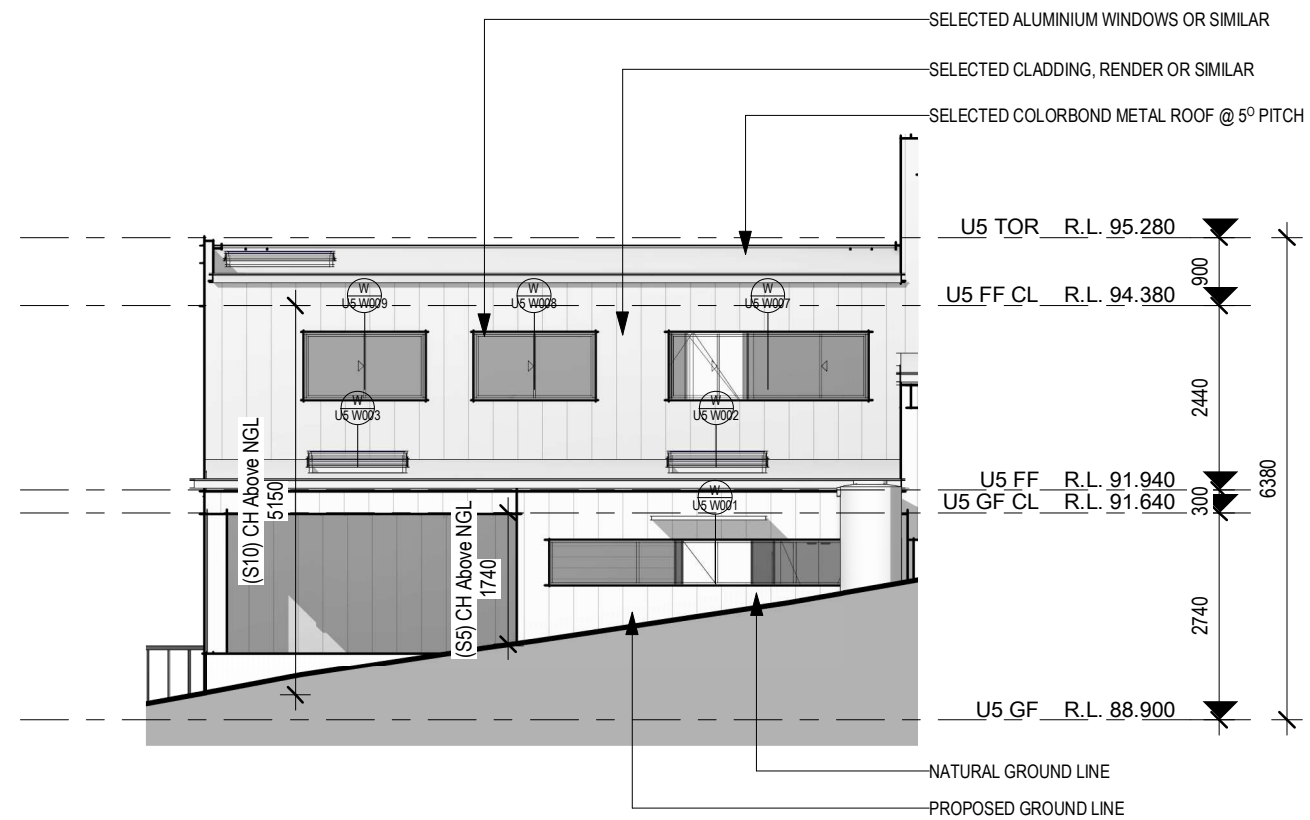 SELECTED ALUMINIUM WINDOWS OR SIMILAR
SELECTED CLADDING, RENDER OR SIMILAR
SELECTED COLORBOND METAL ROOF @ 5⁰ PITCH
U5 TOR R.L. 95.280
900
U5 FF CL R.L. 94.380
W
U5 W009
W
U5 W008
W
U5 W007
2440
W
U5 W003
W
U5 W002
(S10) CH Above NGL
5150
6380
U5 FF R.L. 91.940
300
U5 GF CL R.L. 91.640
W
U5 W001
(S5) CH Above NGL
1740
2740
U5 GF R.L. 88.900
NATURAL GROUND LINE
PROPOSED GROUND LINE